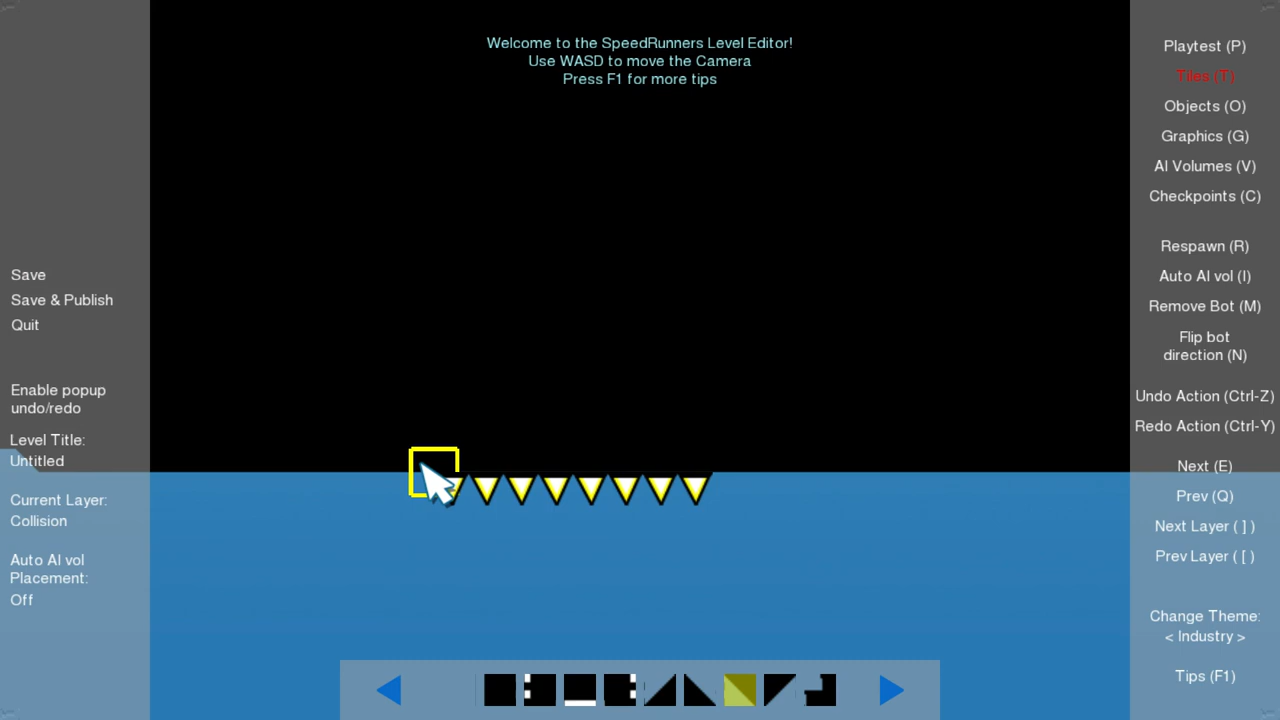 Welcome to the SpeedRunners Level Editor!
Use WASD to move the Camera
Press F1 for more tips
Save
Save & Publish
Quit
Enable popup
undo/redo
Level Title:
Untitled
Current Layer:
Collision
Auto AI vol
Placement:
Off
Playtest (P)
Tiles (T)
Objects (O)
Graphics (G)
AI Volumes (V)
Checkpoints (C)
Respawn (R)
Auto AI vol (I)
Remove Bot (M)
Flip bot
direction (N)
Undo Action (Ctrl-Z)
Redo Action (Ctrl-Y)
Next (E)
Prev (Q)
Next Layer ( ] )
Prev Layer ( [ )
Change Theme:
< Industry >
Tips (F1)